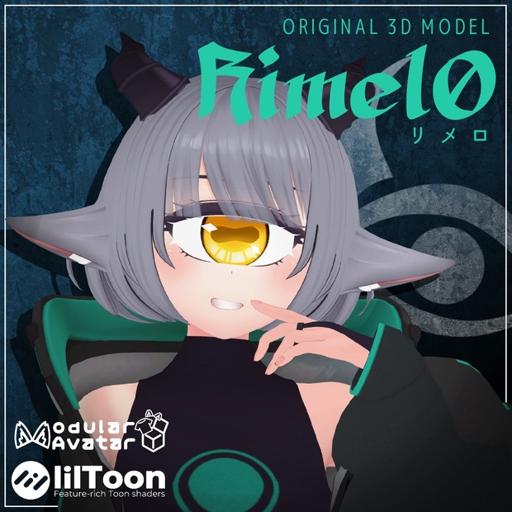 ORIGINAL 3D MODEL
Rimel0
リメロ
Modular
Avatar
lilToon
Feature-rich Toon shaders